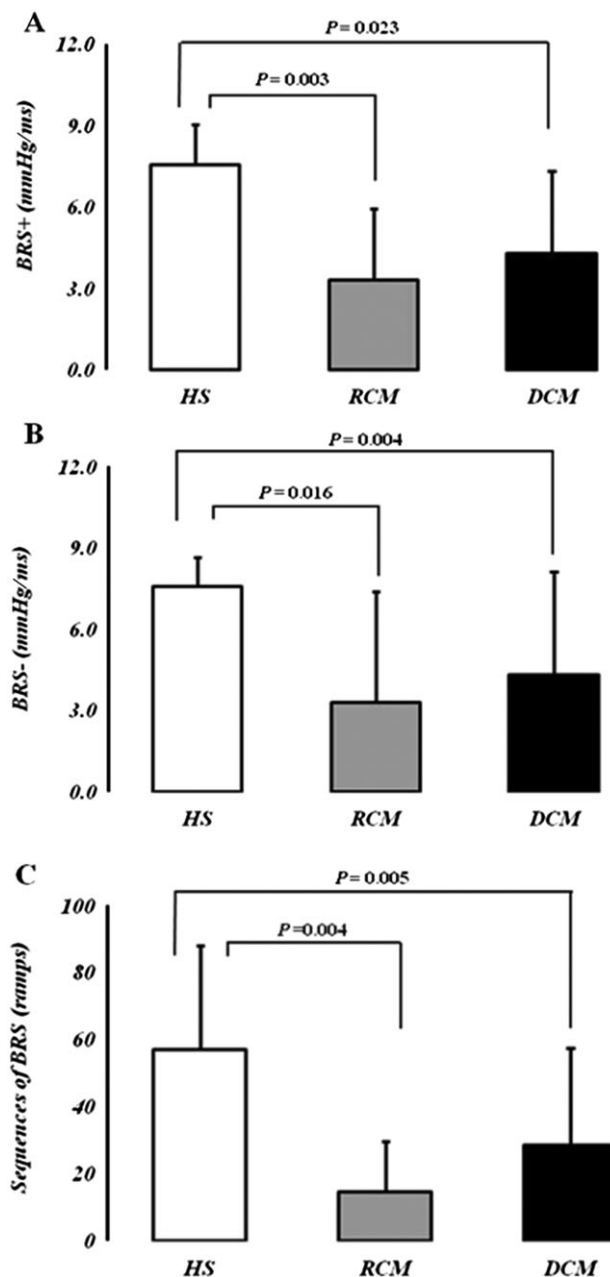 A
P = 0.023
12.0
P = 0.003
9.0
6.0
3.0
0.0
BRS+ (mmHg/ms)
HS RCM DCM
B
P = 0.004
12.0
P = 0.016
9.0
6.0
3.0
0.0
BRS- (mmHg/ms)
HS RCM DCM
C
P = 0.005
100
P =0.004
80
60
40
20
0
Sequences of BRS (ramps)
HS RCM DCM